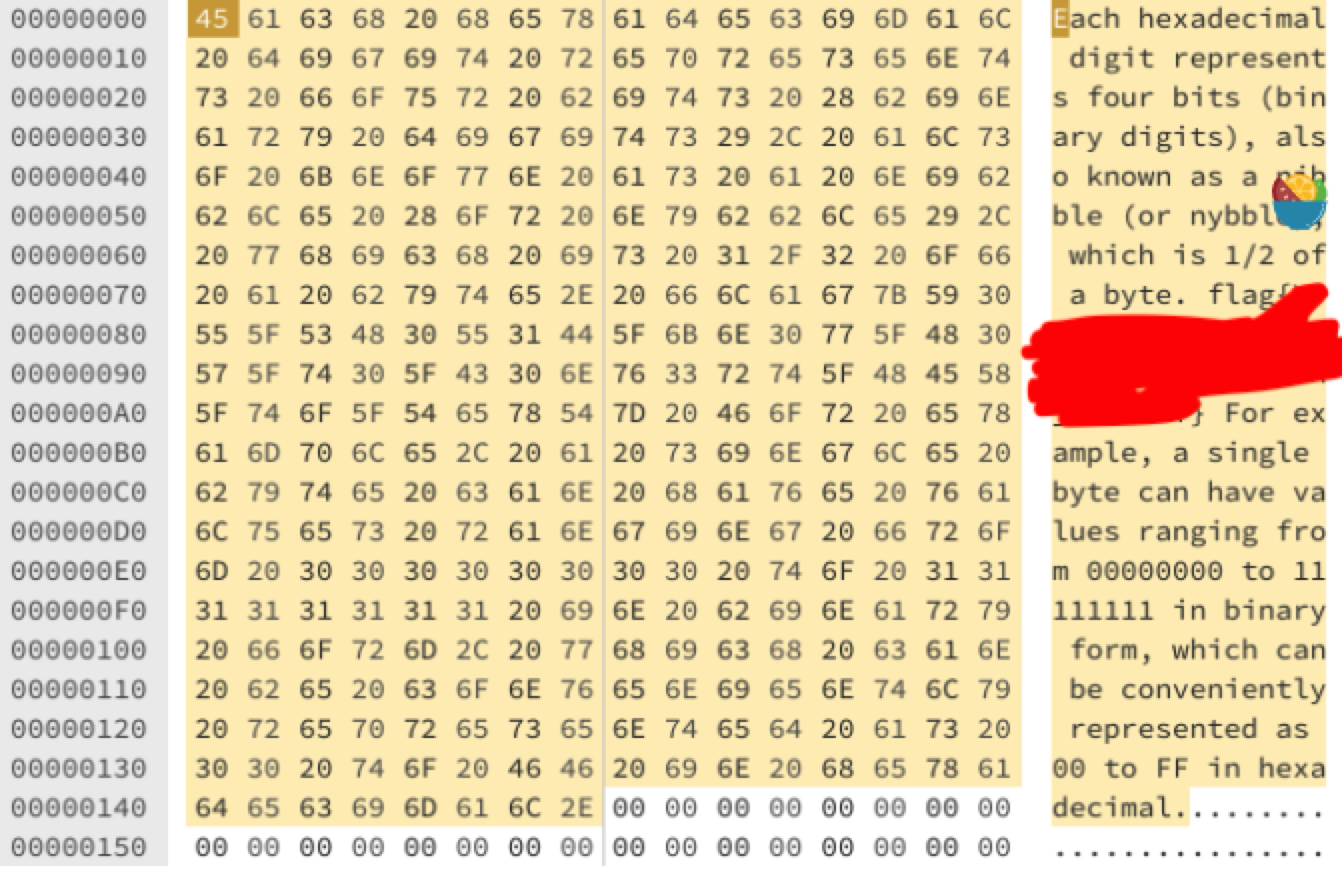 00000000 45 61 63 68 20 68 65 78 61 64 65 63 69 6D 61 6C Each hexadecimal
00000010 20 64 69 67 69 74 20 72 65 70 72 65 73 65 6E 74 digit represent
00000020 73 20 66 6F 75 72 20 62 69 74 73 20 28 62 69 6E s four bits (bin
00000030 61 72 79 20 64 69 67 69 74 73 29 2C 20 61 6C 73 ary digits), als
00000040 6F 20 6B 6E 6F 77 6E 20 61 73 20 61 20 6E 69 62 o known as a nib
00000050 62 6C 65 20 28 6F 72 20 6E 79 62 62 6C 65 29 2C ble (or nybbl
00000060 20 77 68 69 63 68 20 69 73 20 31 2F 32 20 6F 66 which is 1/2 of
00000070 20 61 20 62 79 74 65 2E 20 66 6C 61 67 7B 59 30 a byte. flag{
00000080 55 5F 53 48 30 55 31 44 5F 6B 6E 30 77 5F 48 30
00000090 57 5F 74 30 5F 43 30 6E 76 33 72 74 5F 48 45 58
000000A0 5F 74 6F 5F 54 65 78 54 7D 20 46 6F 72 20 65 78 } For ex
000000B0 61 6D 70 6C 65 2C 20 61 20 73 69 6E 67 6C 65 20 ample, a single
000000C0 62 79 74 65 20 63 61 6E 20 68 61 76 65 20 76 61 byte can have va
000000D0 6C 75 65 73 20 72 61 6E 67 69 6E 67 20 66 72 6F lues ranging fro
000000E0 6D 20 30 30 30 30 30 30 30 30 20 74 6F 20 31 31 m 00000000 to 11
000000F0 31 31 31 31 31 31 20 69 6E 20 62 69 6E 61 72 79 111111 in binary
00000100 20 66 6F 72 6D 2C 20 77 68 69 63 68 20 63 61 6E form, which can
00000110 20 62 65 20 63 6F 6E 76 65 6E 69 65 6E 74 6C 79 be conveniently
00000120 20 72 65 70 72 65 73 65 6E 74 65 64 20 61 73 20 represented as
00000130 30 30 20 74 6F 20 46 46 20 69 6E 20 68 65 78 61 00 to FF in hexa
00000140 64 65 63 69 6D 61 6C 2E 00 00 00 00 00 00 00 00 decimal.........
00000150 00 00 00 00 00 00 00 00 00 00 00 00 00 00 00 00 ................